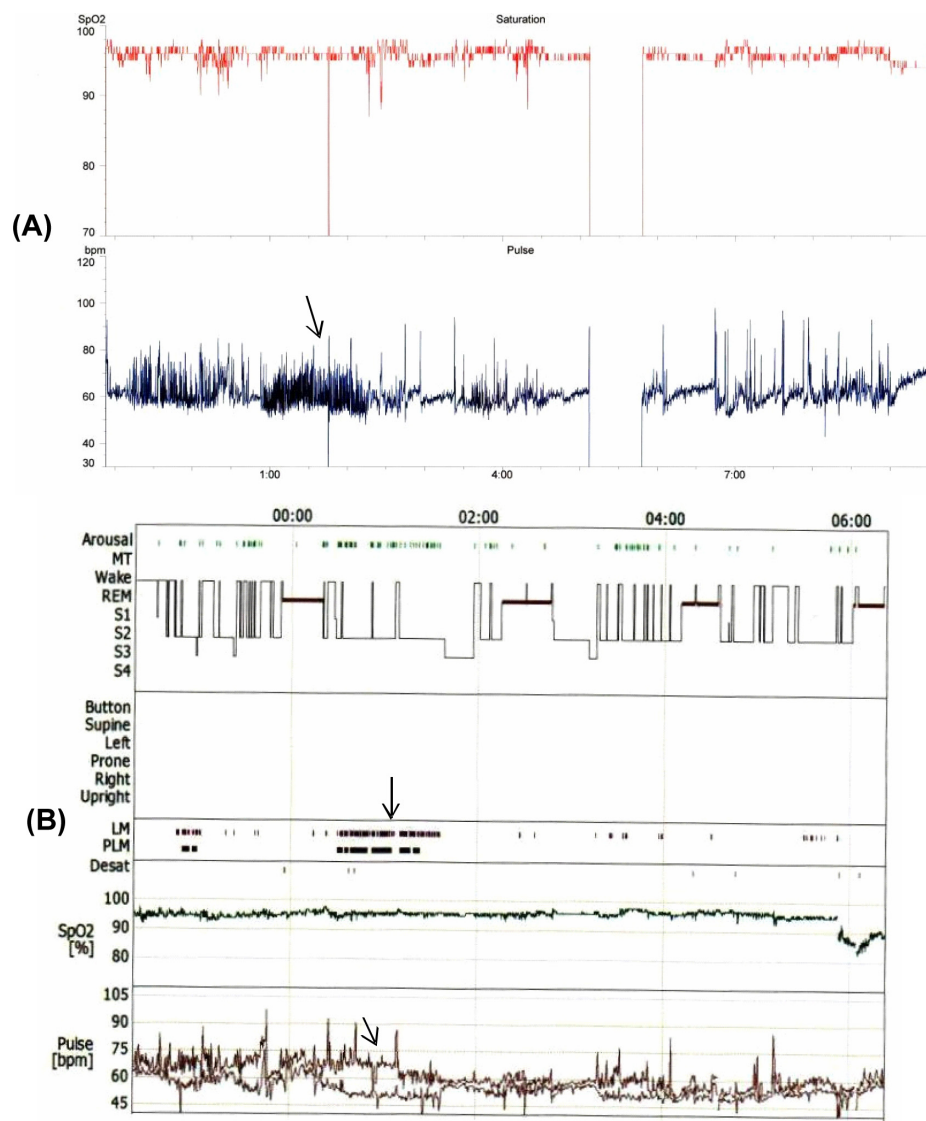 SpO2
Saturation
100
90
80
70
(A)
bpm
Pulse
120
100
80
60
40
30
1:00
4:00
7:00
00:00
02:00
04:00
06:00
Arousal
MT
Wake
REM
S1
S2
S3
S4
Button
Supine
Left
Prone
Right
Upright
(B)
LM
PLM
Desat
100
90
SpO2
[%]
80
105
90
Pulse
75
[bpm]
60
45